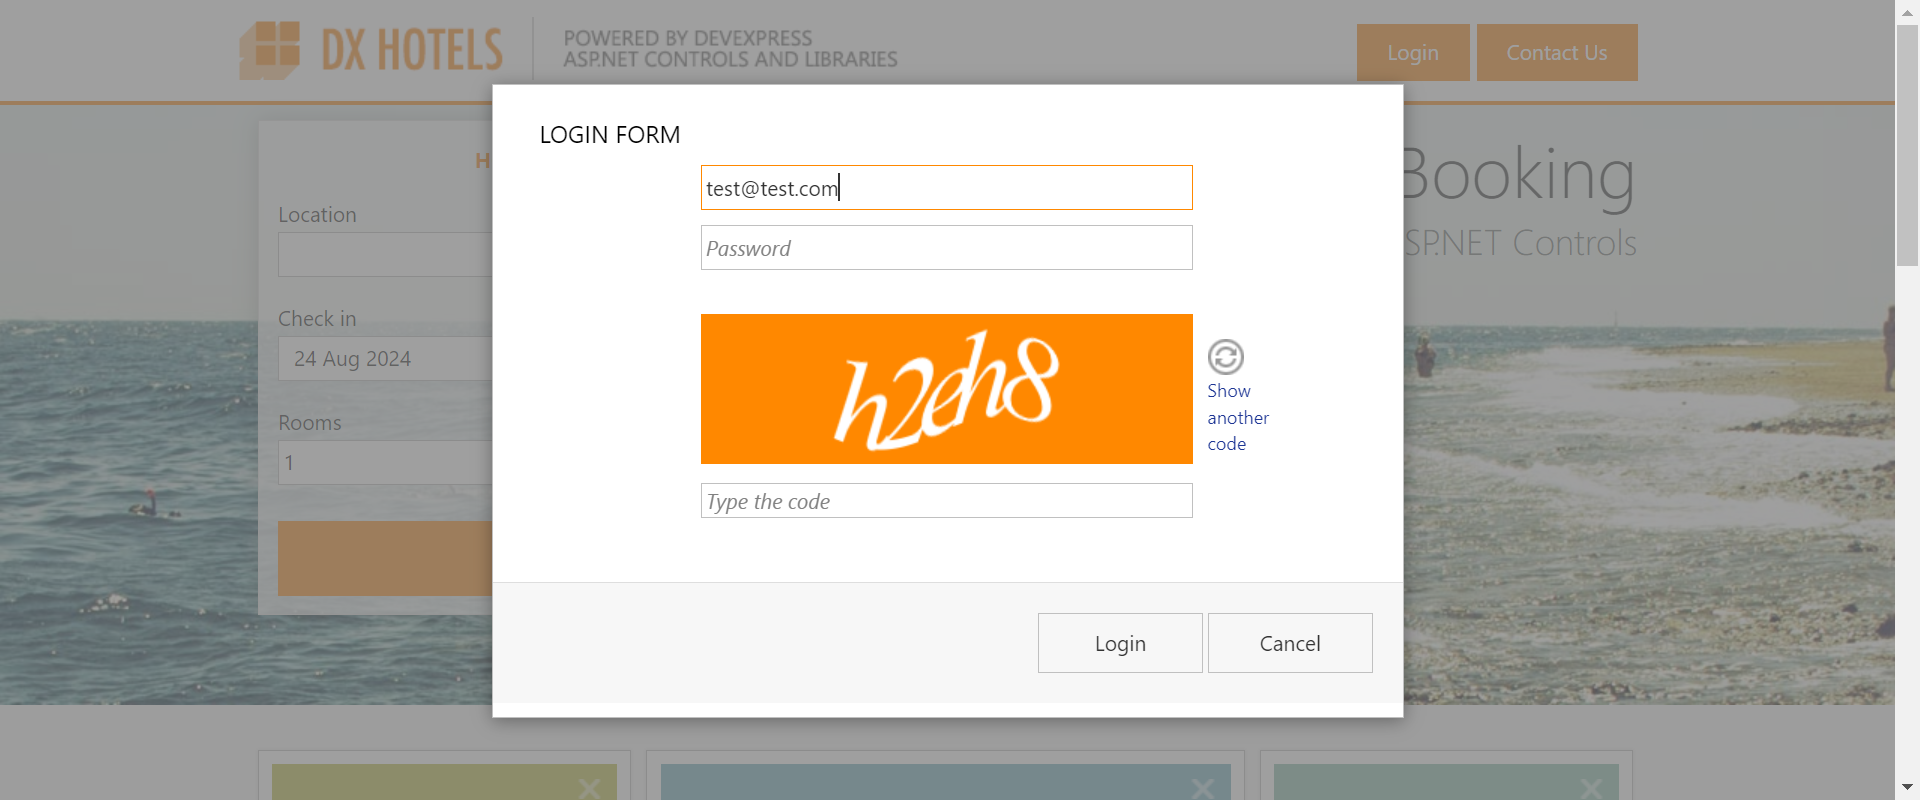 DX HOTELS
POWERED BY DEVEXPRESS
ASP.NET CONTROLS AND LIBRARIES
Login
Contact Us
LOGIN FORM
test@test.com
Password
h2eh8
Show
another
code
Type the code
Login
Cancel
H
Location
Check in
24 Aug 2024
Rooms
1
Booking
SP.NET Controls